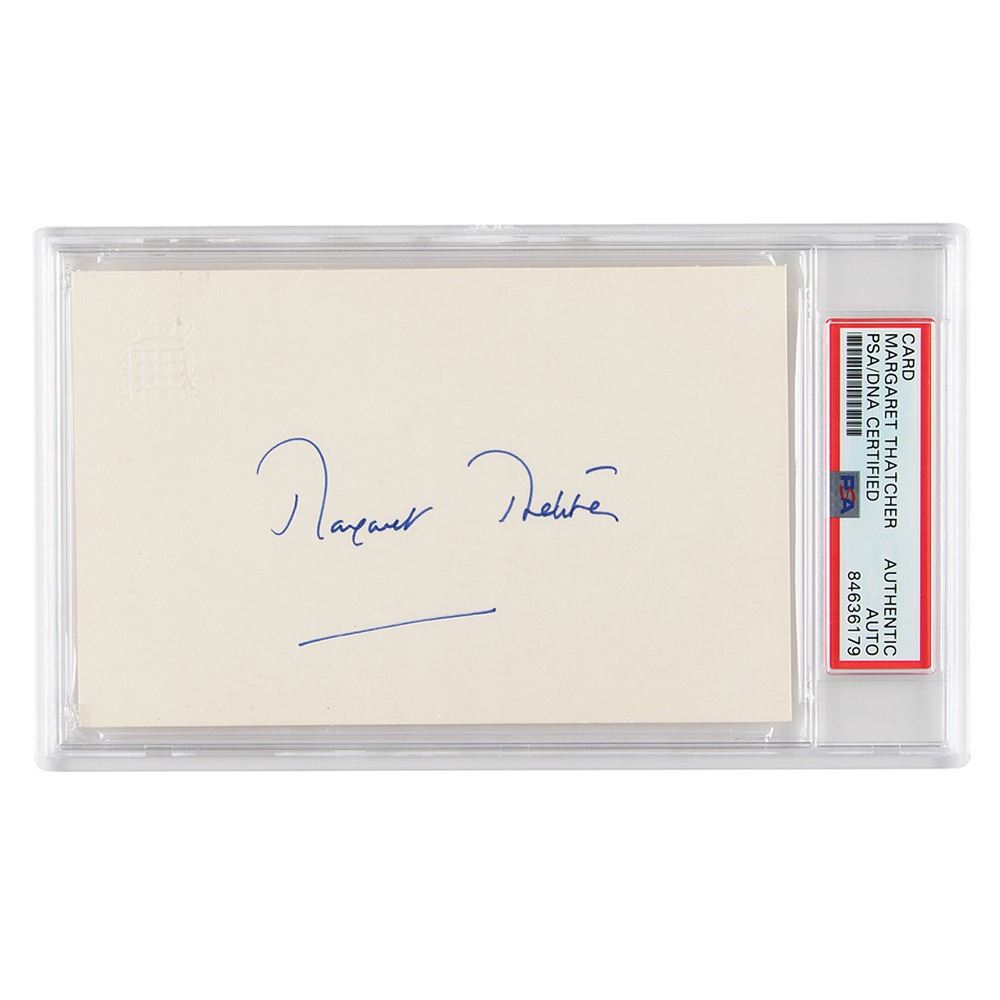 Margaret Thatcher
CARD
MARGARET THATCHER AUTHENTIC
PSA/DNA CERTIFIED AUTO
84636179
PSA